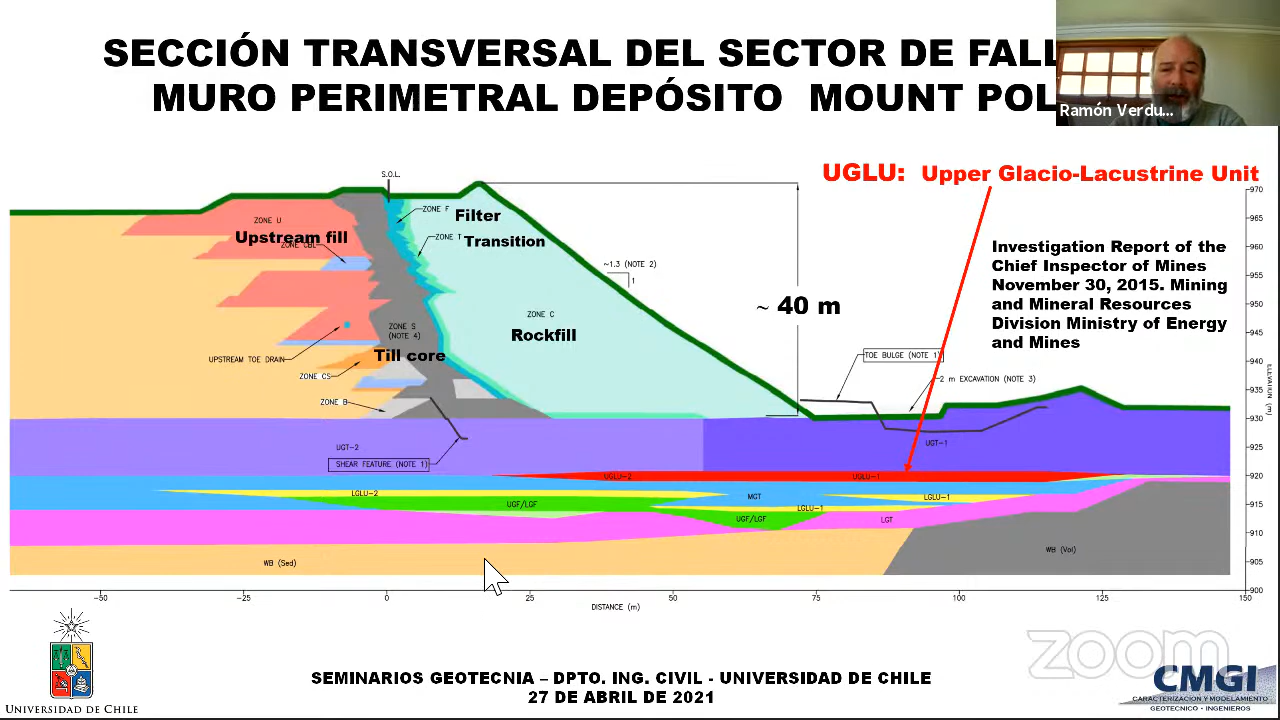 SECCIÓN TRANSVERSAL DEL SECTOR DE FALL
MURO PERIMETRAL DEPÓSITO MOUNT POL
Ramón Verdu...
S.O.L.
UGLU: Upper Glacio-Lacustrine Unit
970
965
960
955
950
945
940
935
930
925
920
915
910
905
900
ELEVATION (m)
ZONE U
Upstream fill
ZONE CBL
ZONE F
Filter
ZONE T
Transition
~1.3 (NOTE 2)
1
Investigation Report of the
Chief Inspector of Mines
November 30, 2015. Mining
and Mineral Resources
Division Ministry of Energy
and Mines
~ 40 m
ZONE C
Rockfill
ZONE S
(NOTE 4)
Till core
UPSTREAM TOE DRAIN
ZONE CS
ZONE B
TOE BULGE (NOTE 1)
~2 m EXCAVATION (NOTE 3)
UGT-2
UGT-1
SHEAR FEATURE (NOTE 1)
UGLU-2
UGLU-1
LGLU-2
MGT
LGLU-1
UGF/LGF
LGLU-1
UGF/LGF
LGT
WB (Sed)
WB (Vol)
-50
-25
0
25
50
75
100
125
150
DISTANCE (m)
zoom
UNIVERSIDAD DE CHILE
SEMINARIOS GEOTECNIA – DPTO. ING. CIVIL - UNIVERSIDAD DE CHILE
27 DE ABRIL DE 2021
CMGI
CARACTERIZACIÓN Y MODELAMIENTO
GEOTECNICO - INGENIEROS